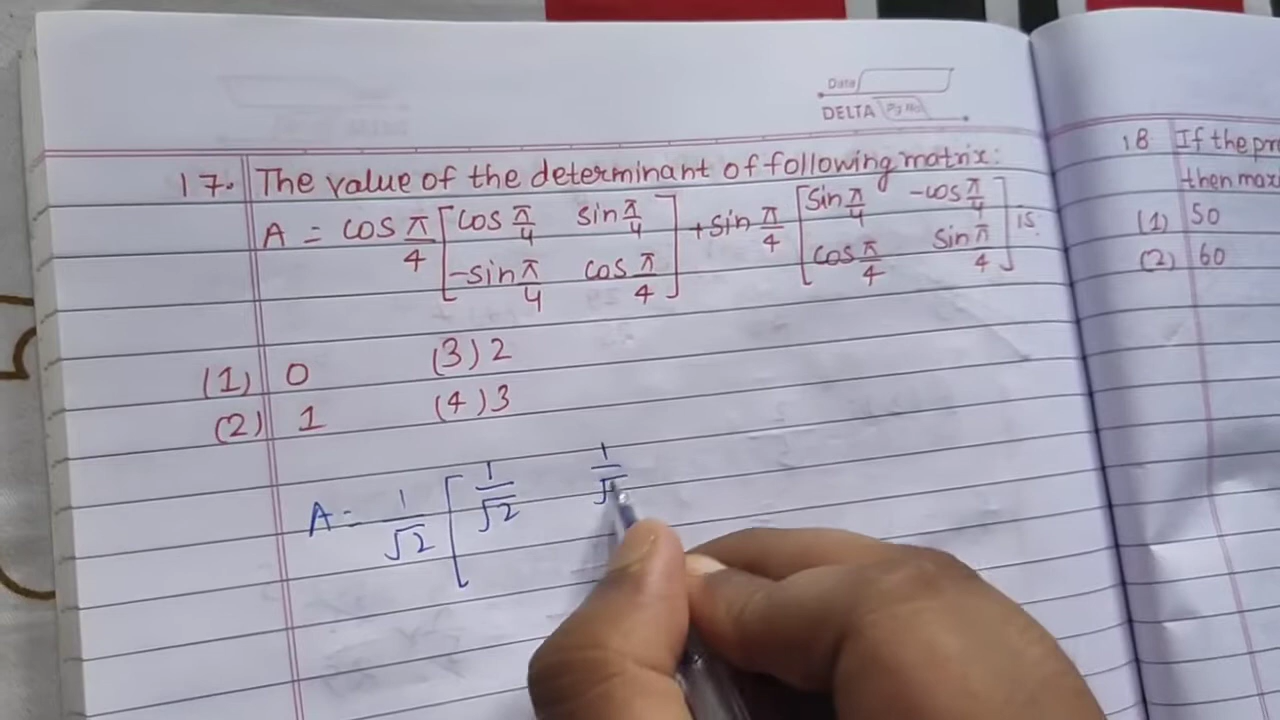 Date
DELTA Pg No
17. The value of the determinant of following matrix:
A = cos π/4 [cos π/4 sin π/4 -sin π/4 cos π/4] + sin π/4 [sin π/4 -cos π/4 cos π/4 sin π/4] is
(1) 0 (3) 2
(2) 1 (4) 3
A = 1/√2 [1/√2 1/√
18 If the pr
then max
(1) 50
(2) 60